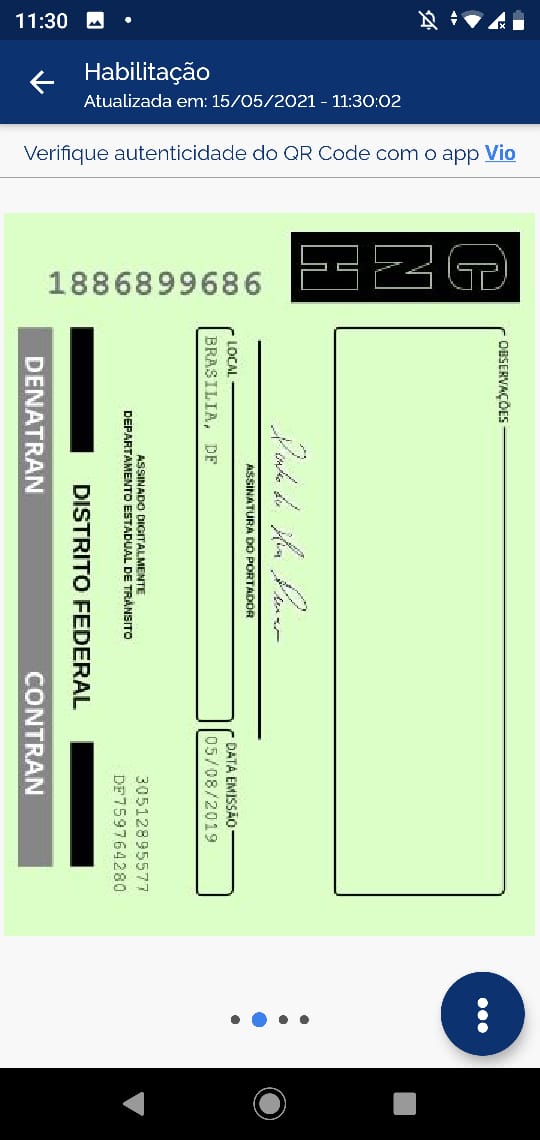 11:30
Habilitação
Atualizada em: 15/05/2021 - 11:30:02
Verifique autenticidade do QR Code com o app Vio
1886899686
CNH
OBSERVAÇÕES
ASSINATURA DO PORTADOR
LOCAL
BRASILIA, DF
DATA EMISSÃO
05/08/2019
ASSINADO DIGITALMENTE
DEPARTAMENTO ESTADUAL DE TRÂNSITO
30512895577
DF759764280
DISTRITO FEDERAL
DENATRAN CONTRAN